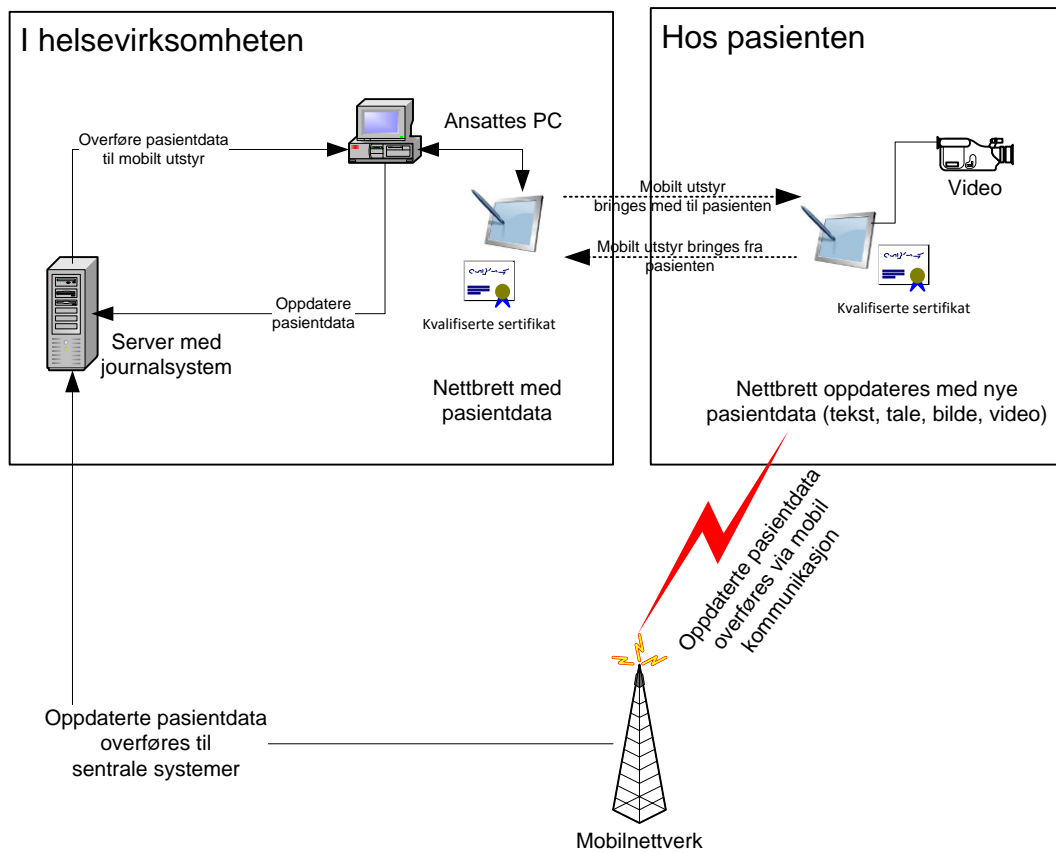 I helsevirksomheten
Hos pasienten
Overføre pasientdata
til mobilt utstyr
Ansattes PC
Oppdatere
pasientdata
Server med
journalsystem
Kvalifiserte sertifikat
Nettbrett med
pasientdata
Mobilt utstyr
bringes med til pasienten
Mobilt utstyr bringes fra
pasienten
Video
Kvalifiserte sertifikat
Nettbrett oppdateres med nye
pasientdata (tekst, tale, bilde, video)
Oppdaterte pasientdata
overføres via mobil
kommunikasjon
Oppdaterte pasientdata
overføres til
sentrale systemer
Mobilnettverk